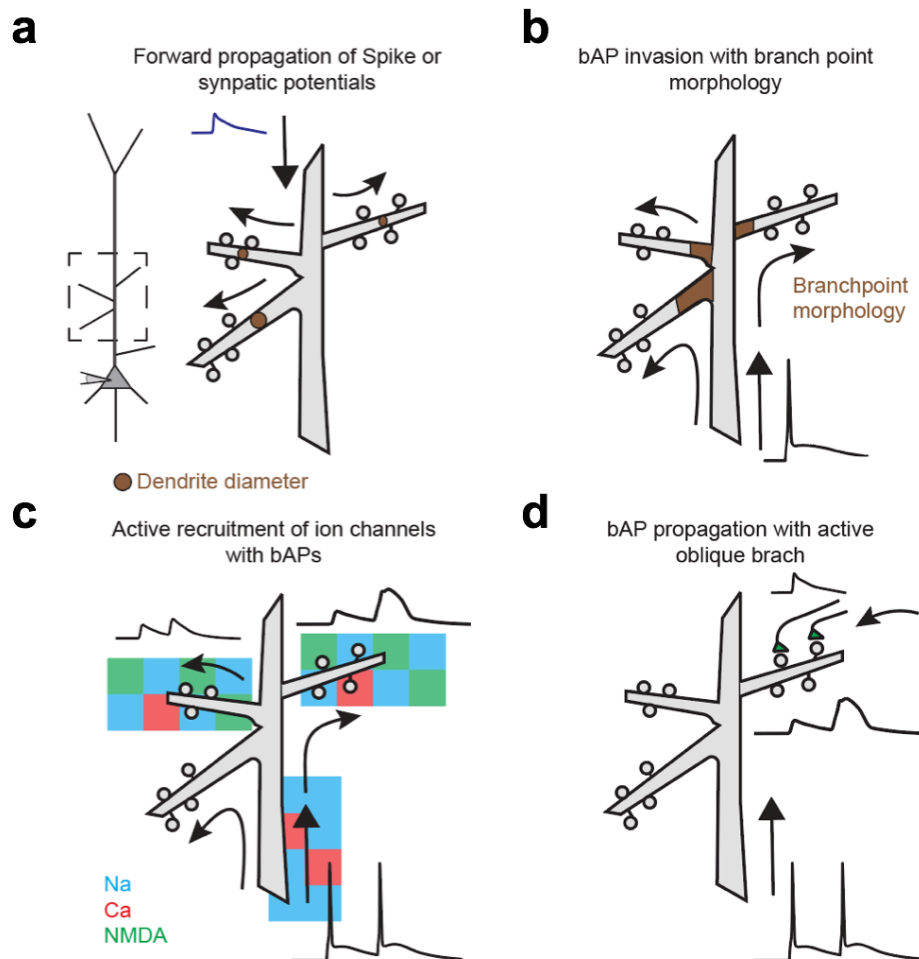 a
Forward propagation of Spike or
synpatic potentials
Dendrite diameter
b
bAP invasion with branch point
morphology
Branchpoint
morphology
c
Active recruitment of ion channels
with bAPs
Na
Ca
NMDA
d
bAP propagation with active
oblique brach